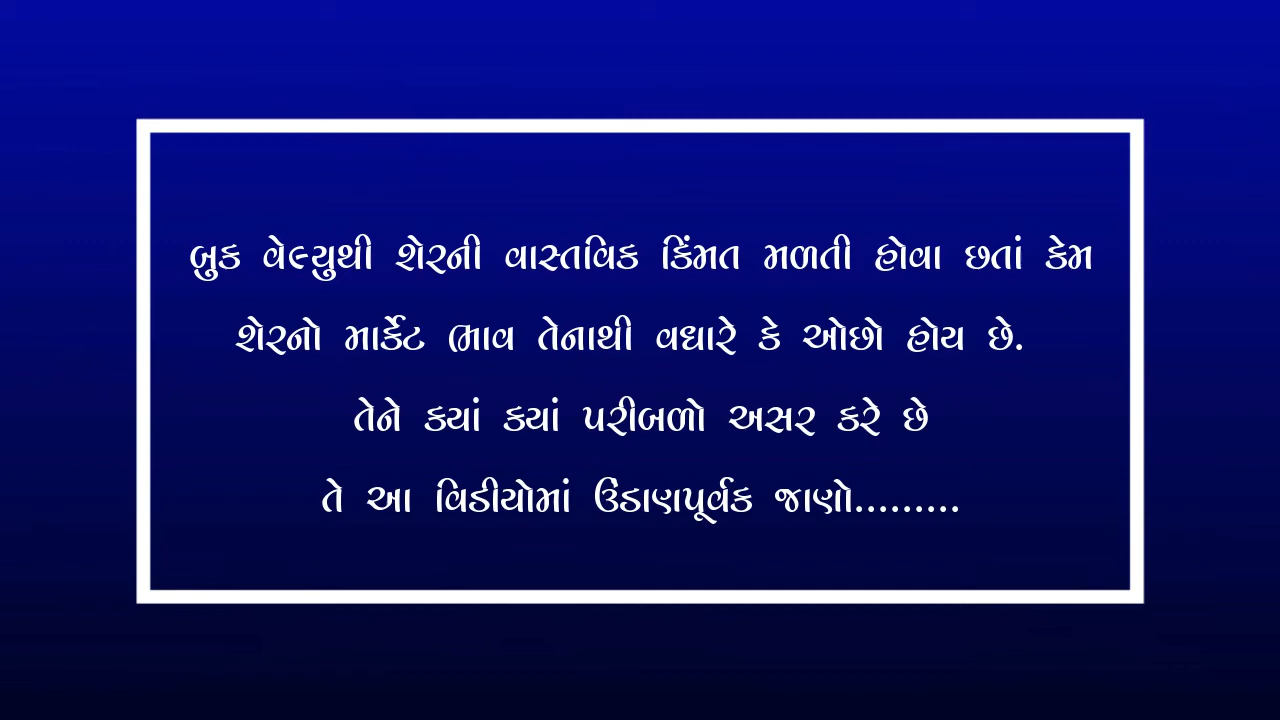 બુક વેલ્યુથી શેરની વાસ્તવિક કિંમત મળતી હોવા છતાં કેમ
શેરનો માર્કેટ ભાવ તેનાથી વધારે કે ઓછો હોય છે.
તેને ક્યાં ક્યાં પરીબળો અસર કરે છે
તે આ વિડીયોમાં ઉંડાણપૂર્વક જાણો.........